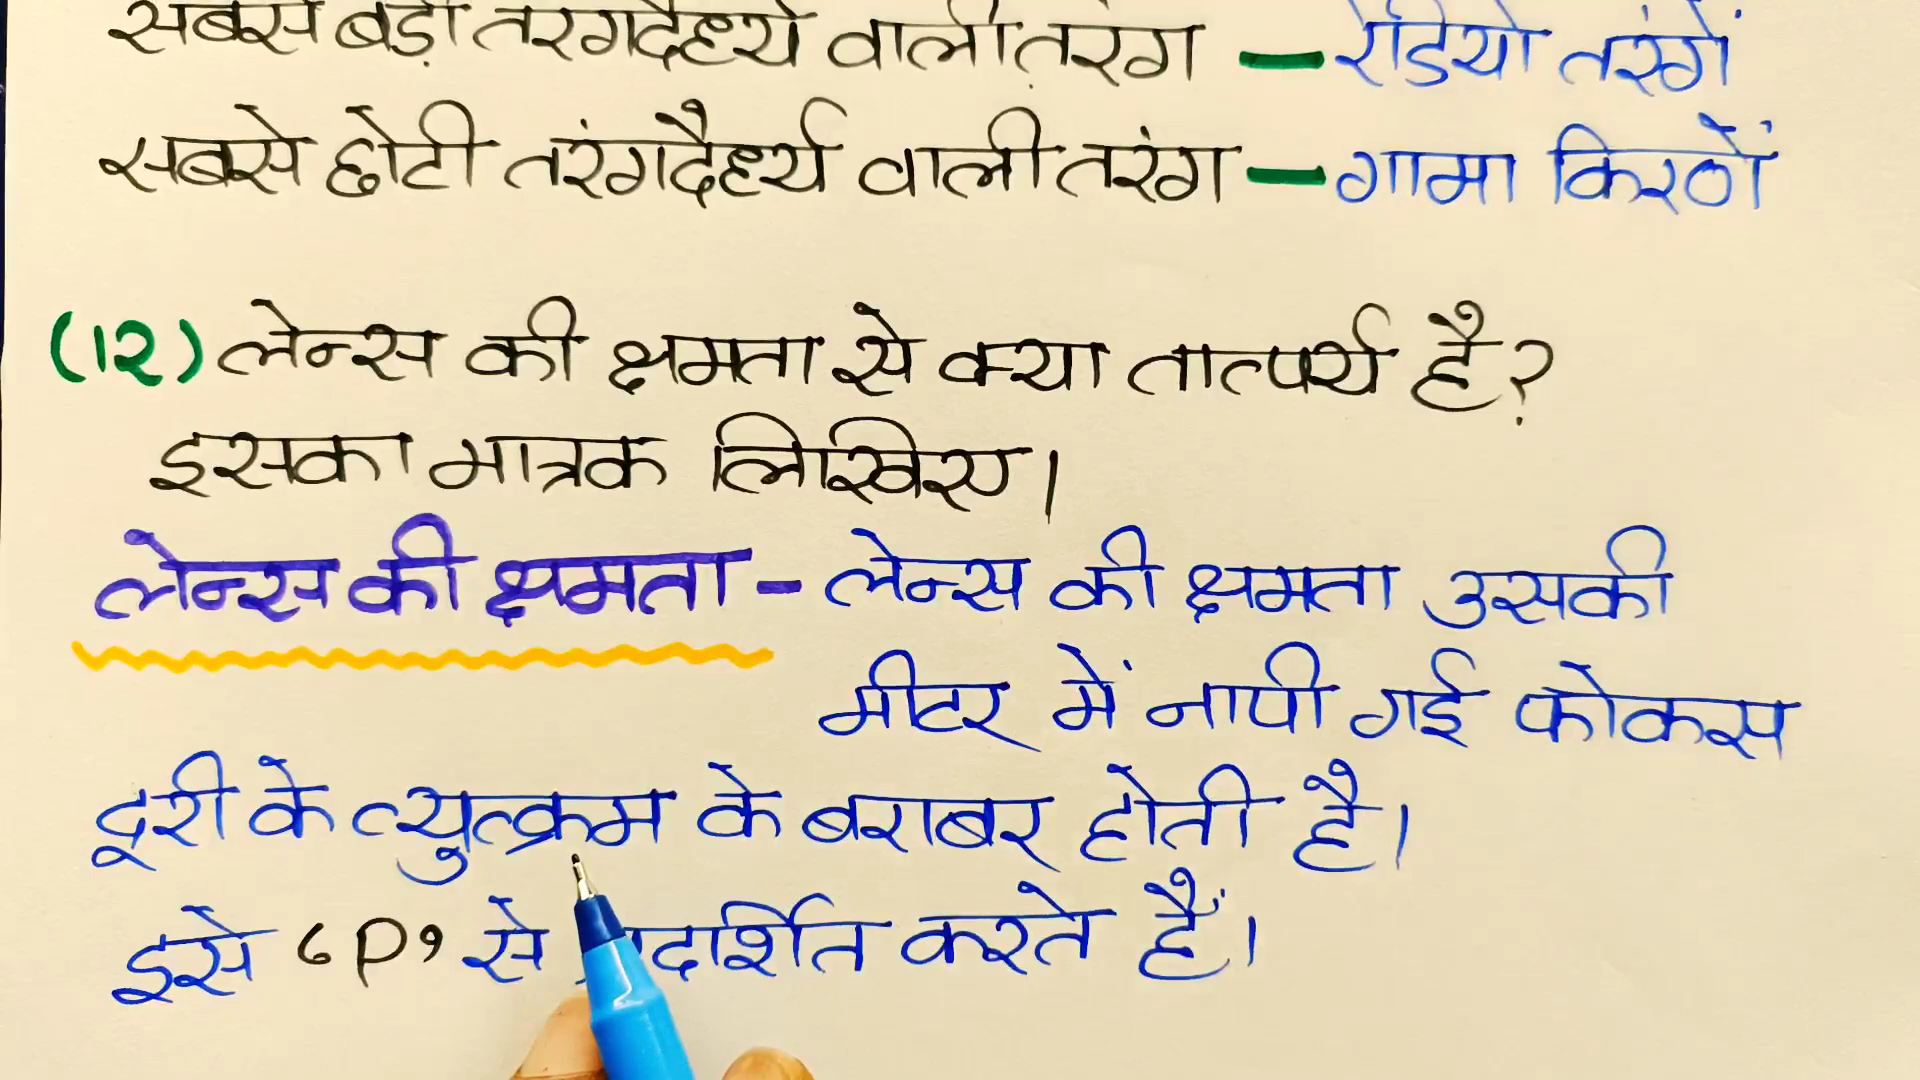 सबसे बड़ी तरंगदैर्ध्य वाली तरंग - रेडियो तरंगें
सबसे छोटी तरंगदैर्ध्य वाली तरंग - गामा किरणें
(12) लेन्स की क्षमता से क्या तात्पर्य है?
इसका मात्रक लिखिए।
लेन्स की क्षमता - लेन्स की क्षमता उसकी
मीटर में नापी गई फोकस
दूरी के व्युत्क्रम के बराबर होती है।
इसे 'P' से प्रदर्शित करते हैं।